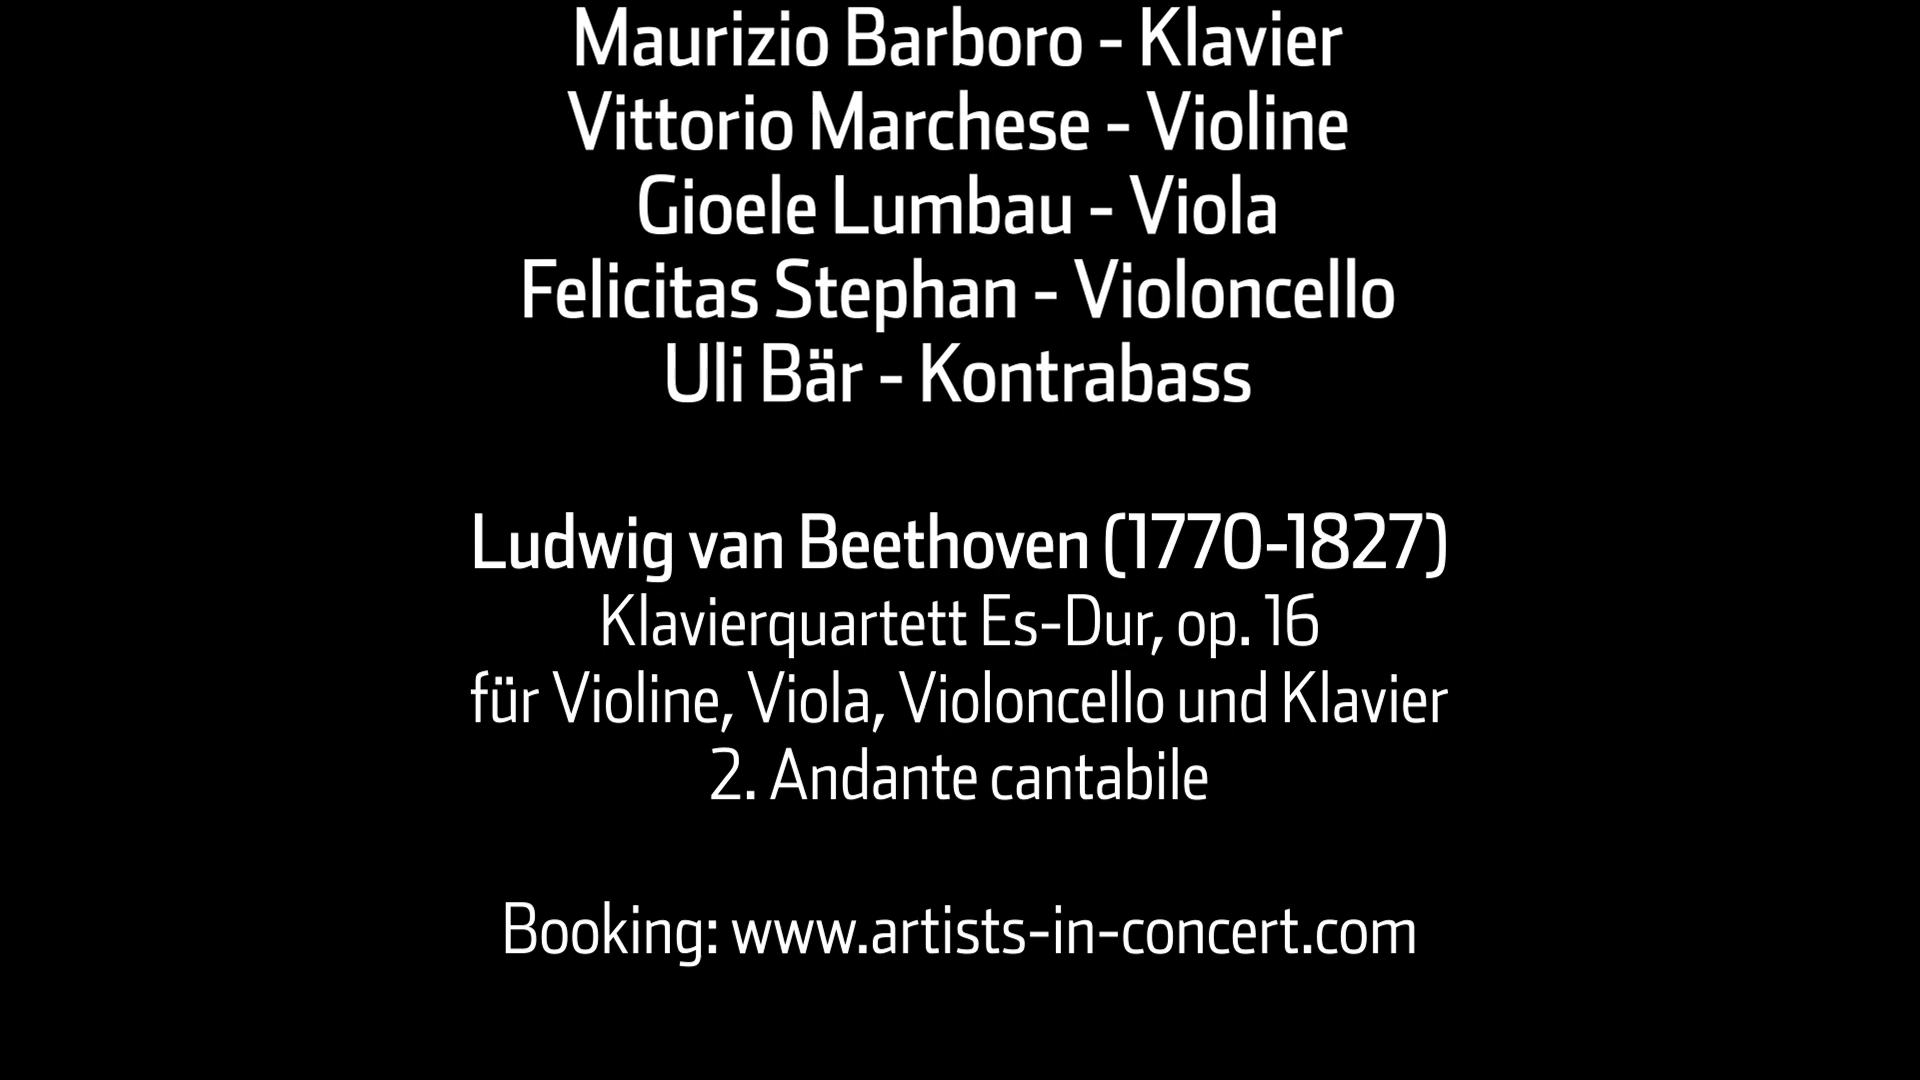 Maurizio Barboro - Klavier
Vittorio Marchese - Violine
Gioele Lumbau - Viola
Felicitas Stephan - Violoncello
Uli Bär - Kontrabass
Ludwig van Beethoven (1770-1827)
Klavierquartett Es-Dur, op. 16
für Violine, Viola, Violoncello und Klavier
2. Andante cantabile
Booking: www.artists-in-concert.com